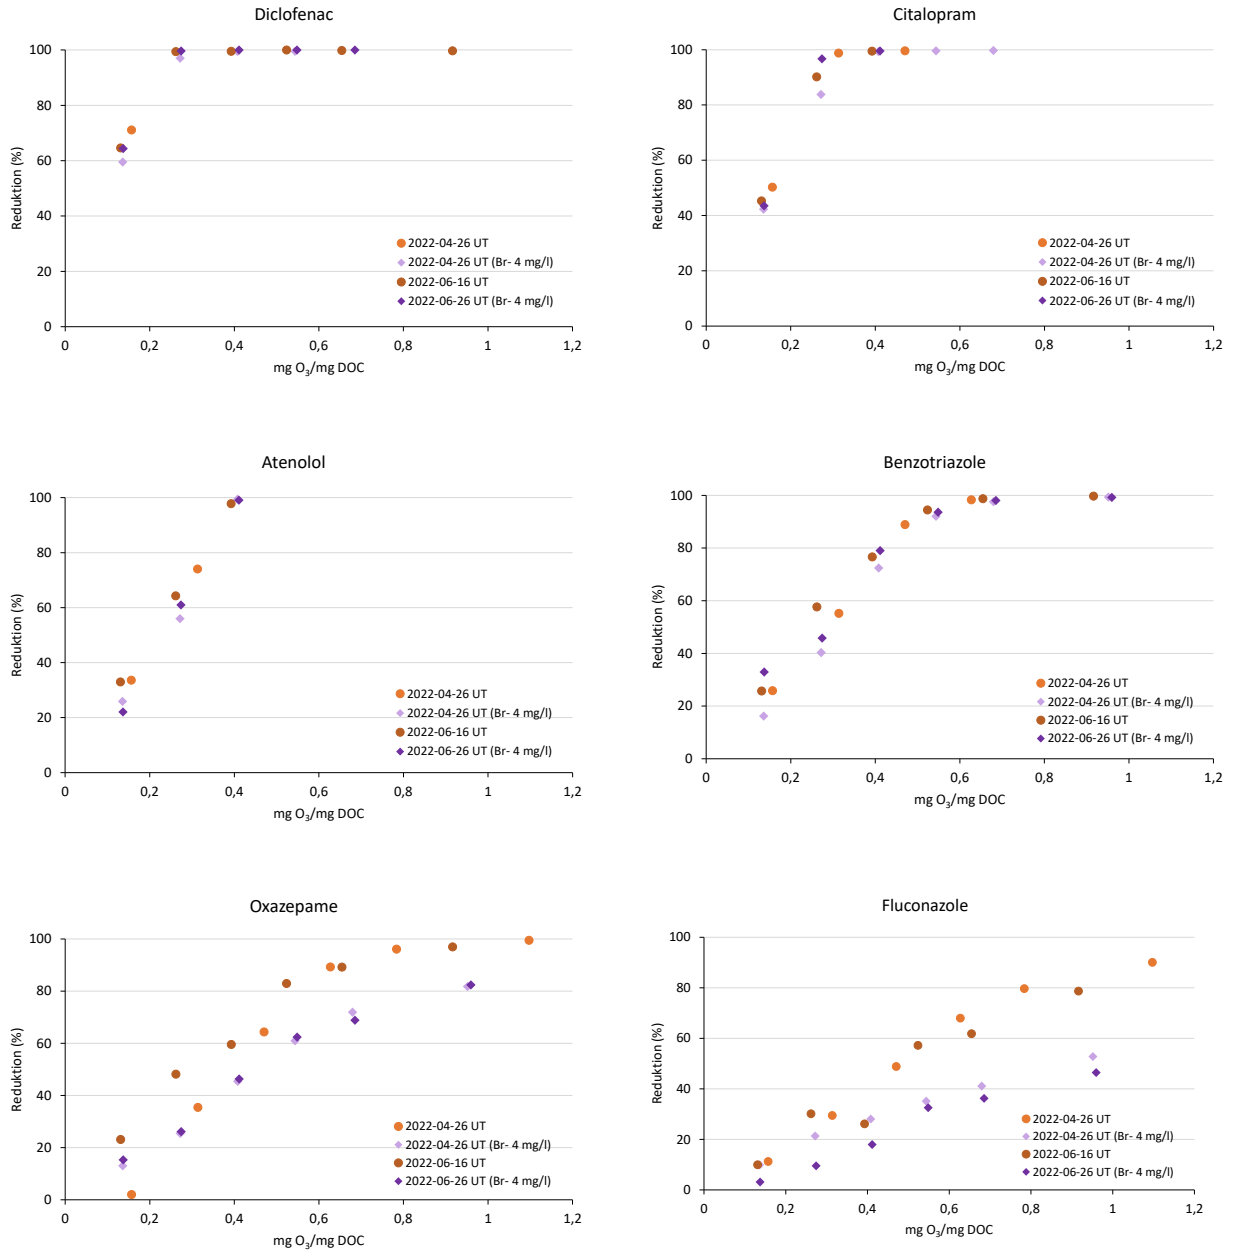 Diclofenac
100
80
60
40
20
0
Reduktion (%)
2022-04-26 UT
2022-04-26 UT (Br- 4 mg/l)
2022-06-16 UT
2022-06-26 UT (Br- 4 mg/l)
0 0,2 0,4 0,6 0,8 1 1,2
mg O₃/mg DOC
Citalopram
100
80
60
40
20
0
Reduktion (%)
2022-04-26 UT
2022-04-26 UT (Br- 4 mg/l)
2022-06-16 UT
2022-06-26 UT (Br- 4 mg/l)
0 0,2 0,4 0,6 0,8 1 1,2
mg O₃/mg DOC
Atenolol
100
80
60
40
20
0
Reduktion (%)
2022-04-26 UT
2022-04-26 UT (Br- 4 mg/l)
2022-06-16 UT
2022-06-26 UT (Br- 4 mg/l)
0 0,2 0,4 0,6 0,8 1 1,2
mg O₃/mg DOC
Benzotriazole
100
80
60
40
20
0
Reduktion (%)
2022-04-26 UT
2022-04-26 UT (Br- 4 mg/l)
2022-06-16 UT
2022-06-26 UT (Br- 4 mg/l)
0 0,2 0,4 0,6 0,8 1 1,2
mg O₃/mg DOC
Oxazepame
100
80
60
40
20
0
Reduktion (%)
2022-04-26 UT
2022-04-26 UT (Br- 4 mg/l)
2022-06-16 UT
2022-06-26 UT (Br- 4 mg/l)
0 0,2 0,4 0,6 0,8 1 1,2
mg O₃/mg DOC
Fluconazole
100
80
60
40
20
0
Reduktion (%)
2022-04-26 UT
2022-04-26 UT (Br- 4 mg/l)
2022-06-16 UT
2022-06-26 UT (Br- 4 mg/l)
0 0,2 0,4 0,6 0,8 1 1,2
mg O₃/mg DOC